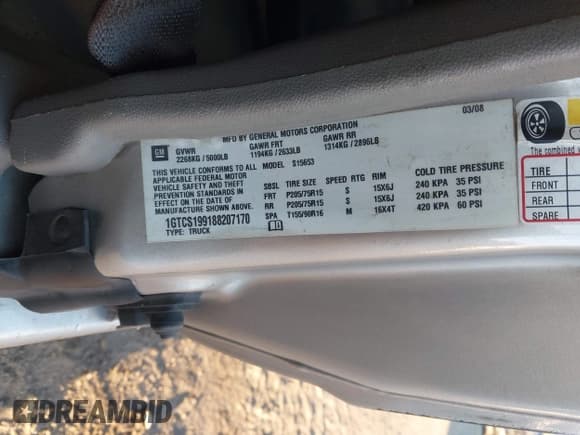 03/08
MFD BY GENERAL MOTORS CORPORATION
GM GVWR GAWR FRT GAWR RR
2268KG / 5000LB 1194KG / 2633LB 1314KG / 2896LB
THIS VEHICLE CONFORMS TO ALL MODEL S15653
APPLICABLE FEDERAL MOTOR
VEHICLE SAFETY AND THEFT
PREVENTION STANDARDS IN
EFFECT ON THE DATE OF
MANUFACTURE SHOWN ABOVE.
SBSL TIRE SIZE SPEED RTG RIM COLD TIRE PRESSURE
FRT P205/75R15 S 15X6J 240 KPA 35 PSI
RR P205/75R15 S 15X6J 240 KPA 35 PSI
SPA T155/90R16 M 16X4T 420 KPA 60 PSI
1GTCS199188207170
TYPE: TRUCK
The combined
TIRE
FRONT
REAR
SPARE
DREAMBID